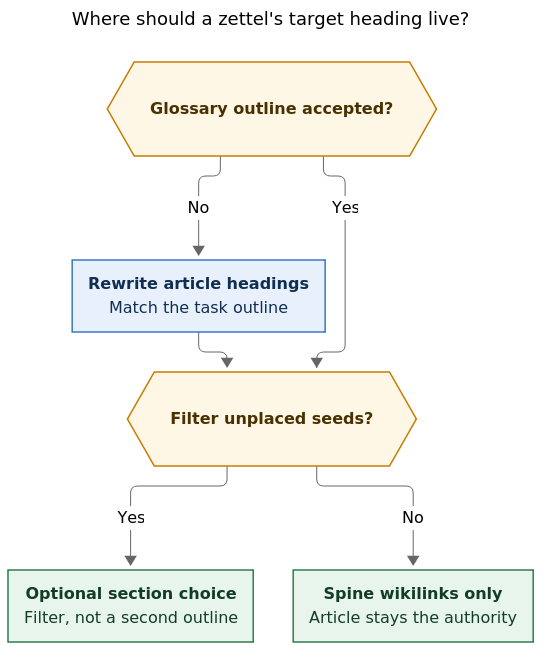 Where should a zettel's target heading live?
Glossary outline accepted?
No
Yes
Rewrite article headings
Match the task outline
Filter unplaced seeds?
Yes
No
Optional section choice
Filter, not a second outline
Spine wikilinks only
Article stays the authority